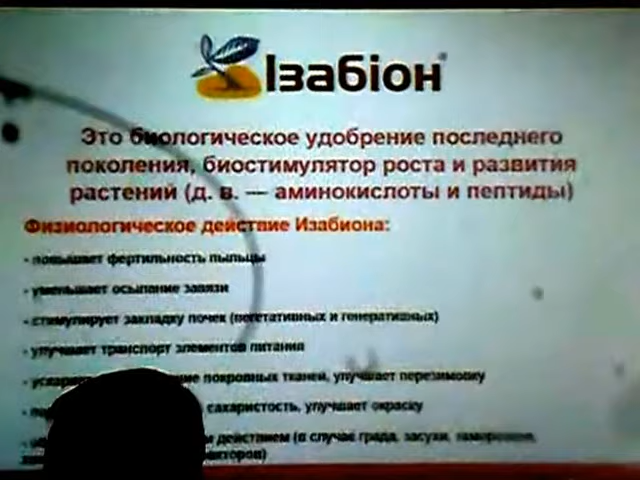 Ізабіон®
Это биологическое удобрение последнего
поколения, биостимулятор роста и развития
растений (д. в. — аминокислоты и пептиды)
Физиологическое действие Изабиона:
- повышает фертильность пыльцы
- уменьшает осыпание завязи
- стимулирует закладку почек (вегетативных и генеративных)
- улучшает транспорт элементов питания
- покровных тканей, улучшает перезимовку
- сахаристость, улучшает окраску
- действием (в случае града, засухи, заморозков,